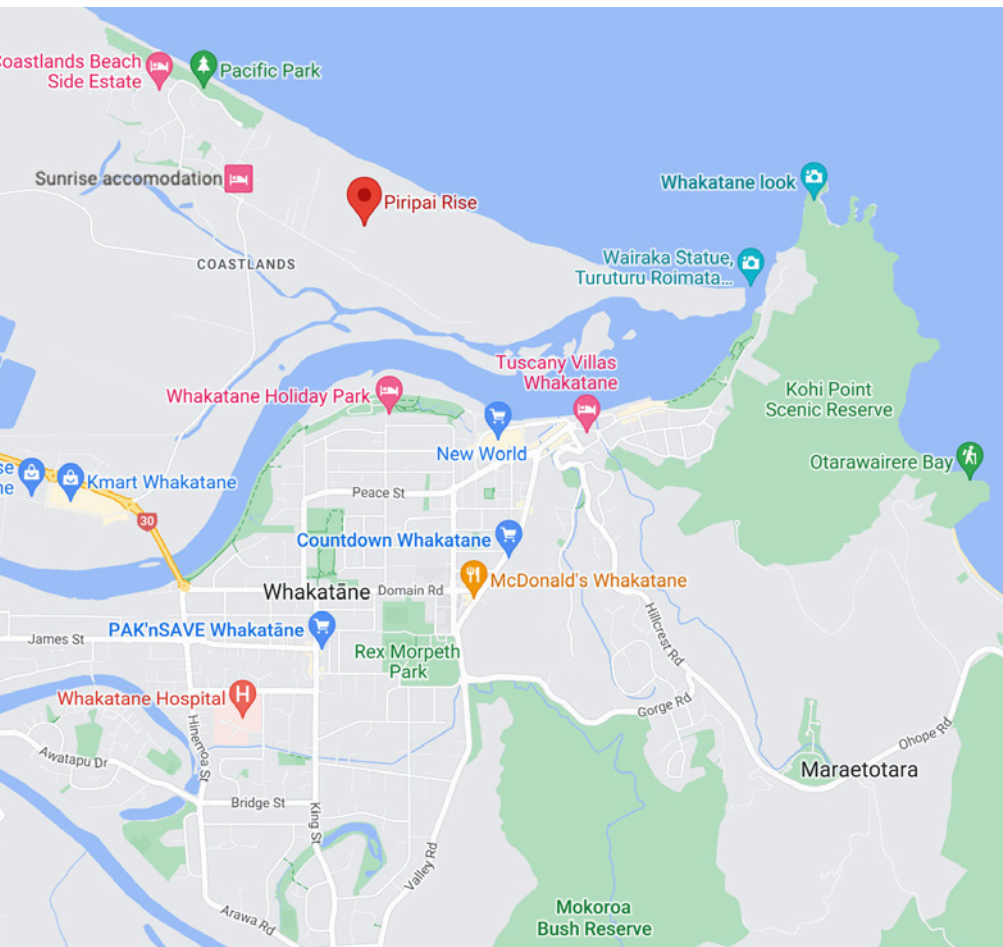 Coastlands Beach
Side Estate
Pacific Park
Sunrise accomodation
Piripai Rise
Whakatane look
COASTLANDS
Wairaka Statue,
Turuturu Roimata...
Tuscany Villas
Whakatane
Whakatane Holiday Park
Kohi Point
Scenic Reserve
New World
Otarawairere Bay
Kmart Whakatane
Peace St
30
Countdown Whakatane
McDonald's Whakatane
Whakatāne
Domain Rd
PAK'nSAVE Whakatāne
James St
Hillcrest Rd
Rex Morpeth
Park
Whakatane Hospital
H
Gorge Rd
Hinemoa St
Ohope Rd
Awatapu Dr
Maraetotara
Bridge St
King St
Valley Rd
Arawa Rd
Mokoroa
Bush Reserve